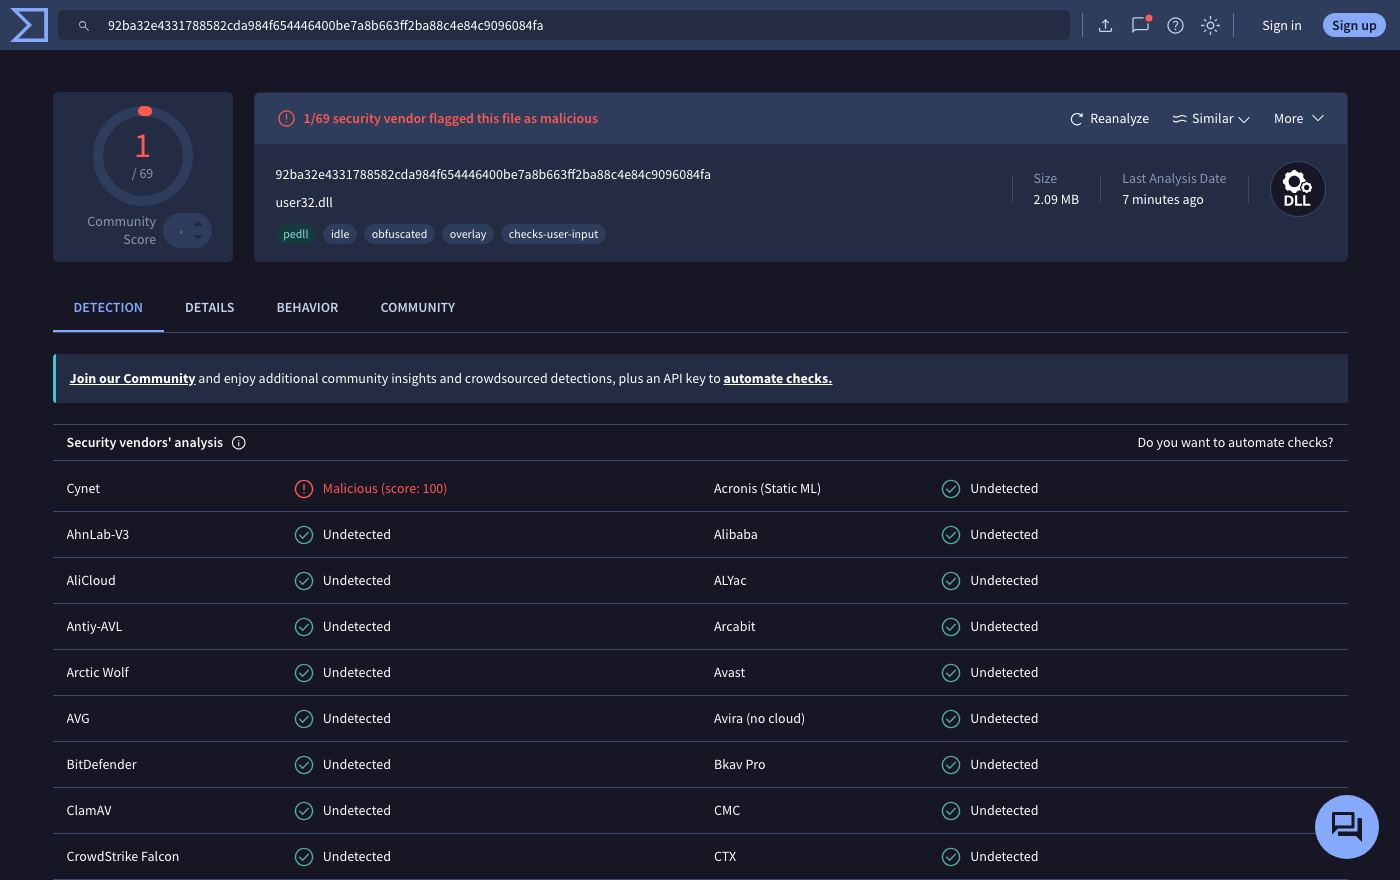 92ba32e4331788582cda984f654446400be7a8b663ff2ba88c4e84c9096084fa
Sign in
Sign up
1
/ 69
Community
Score
-
1/69 security vendor flagged this file as malicious
Reanalyze
Similar
More
92ba32e4331788582cda984f654446400be7a8b663ff2ba88c4e84c9096084fa
user32.dll
pedll
idle
obfuscated
overlay
checks-user-input
Size
2.09 MB
Last Analysis Date
7 minutes ago
DLL
DETECTION
DETAILS
BEHAVIOR
COMMUNITY
Join our Community and enjoy additional community insights and crowdsourced detections, plus an API key to automate checks.
Security vendors' analysis
Do you want to automate checks?
Cynet Malicious (score: 100) Acronis (Static ML) Undetected
AhnLab-V3 Undetected Alibaba Undetected
AliCloud Undetected ALYac Undetected
Antiy-AVL Undetected Arcabit Undetected
Arctic Wolf Undetected Avast Undetected
AVG Undetected Avira (no cloud) Undetected
BitDefender Undetected Bkav Pro Undetected
ClamAV Undetected CMC Undetected
CrowdStrike Falcon Undetected CTX Undetected